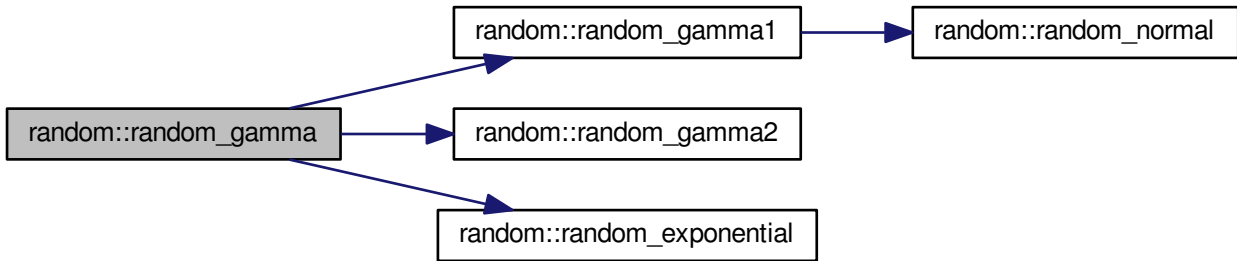 random::random_gamma1
random::random_normal
random::random_gamma
random::random_gamma2
random::random_exponential